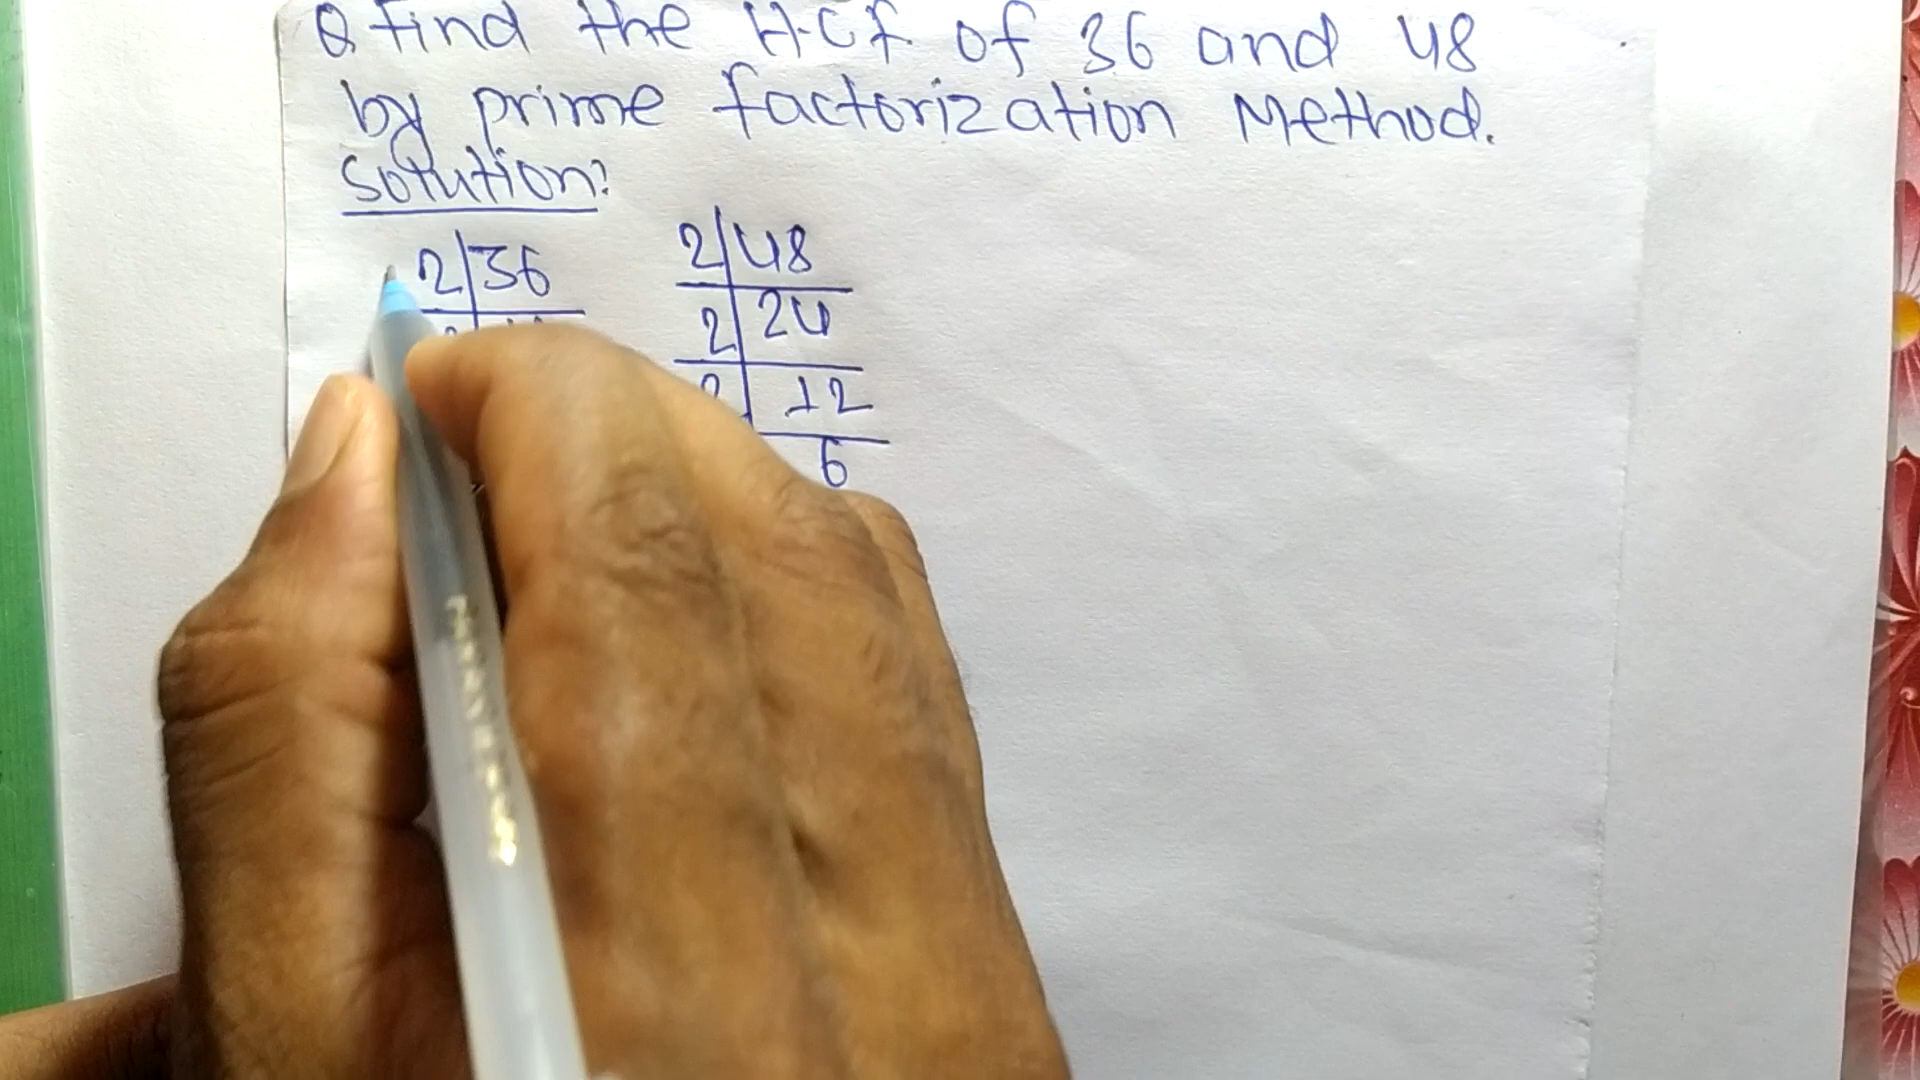 Q Find the H.C.F. of 36 and 48
by prime factorization Method.
Solution:
2 36
2 48
2 24
2 12
6